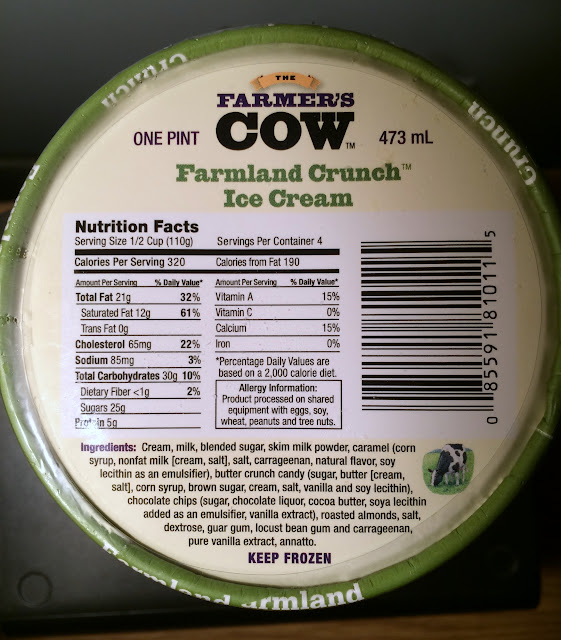 Crunch
Crunch
THE
FARMER'S
COW™
ONE PINT
473 mL
Farmland Crunch™
Ice Cream
Nutrition Facts
Serving Size 1/2 Cup (110g) Servings Per Container 4
Calories Per Serving 320 Calories from Fat 190
Amount Per Serving % Daily Value*
Total Fat 21g 32%
Saturated Fat 12g 61%
Trans Fat 0g
Cholesterol 65mg 22%
Sodium 85mg 3%
Total Carbohydrates 30g 10%
Dietary Fiber <1g 2%
Sugars 25g
Protein 5g
Amount Per Serving % Daily Value*
Vitamin A 15%
Vitamin C 0%
Calcium 15%
Iron 0%
*Percentage Daily Values are
based on a 2,000 calorie diet.
Allergy Information:
Product processed on shared
equipment with eggs, soy,
wheat, peanuts and tree nuts.
0 85591 81011 5
Ingredients: Cream, milk, blended sugar, skim milk powder, caramel (corn
syrup, nonfat milk [cream, salt], salt, carrageenan, natural flavor, soy
lecithin as an emulsifier), butter crunch candy (sugar, butter [cream,
salt], corn syrup, brown sugar, cream, salt, vanilla and soy lecithin),
chocolate chips (sugar, chocolate liquor, cocoa butter, soya lecithin
added as an emulsifier, vanilla extract), roasted almonds, salt,
dextrose, guar gum, locust bean gum and carrageenan,
pure vanilla extract, annatto.
KEEP FROZEN
Farmland armland